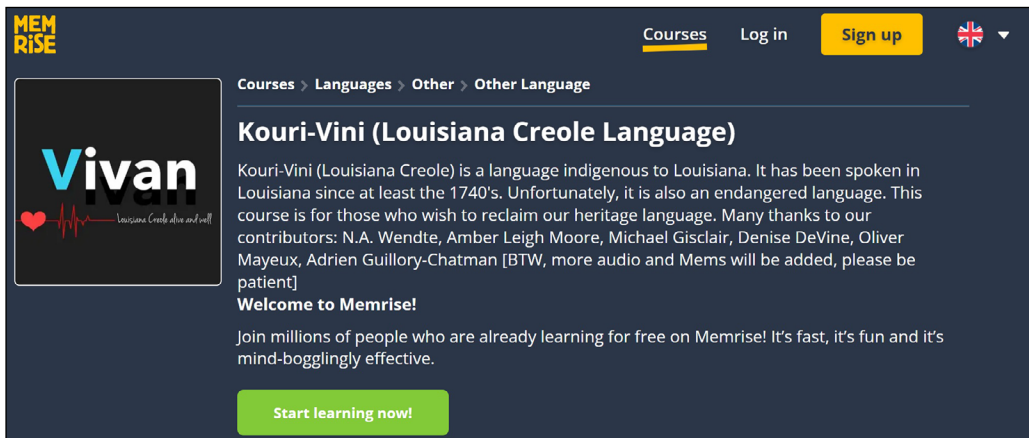 MEM
RiSE
Courses
Log in
Sign up
Courses > Languages > Other > Other Language
Vivan
Louisiana Creole alive and well
Kouri-Vini (Louisiana Creole Language)
Kouri-Vini (Louisiana Creole) is a language indigenous to Louisiana. It has been spoken in
Louisiana since at least the 1740's. Unfortunately, it is also an endangered language. This
course is for those who wish to reclaim our heritage language. Many thanks to our
contributors: N.A. Wendte, Amber Leigh Moore, Michael Gisclair, Denise DeVine, Oliver
Mayeux, Adrien Guillory-Chatman [BTW, more audio and Mems will be added, please be
patient]
Welcome to Memrise!
Join millions of people who are already learning for free on Memrise! It’s fast, it’s fun and it’s
mind-bogglingly effective.
Start learning now!